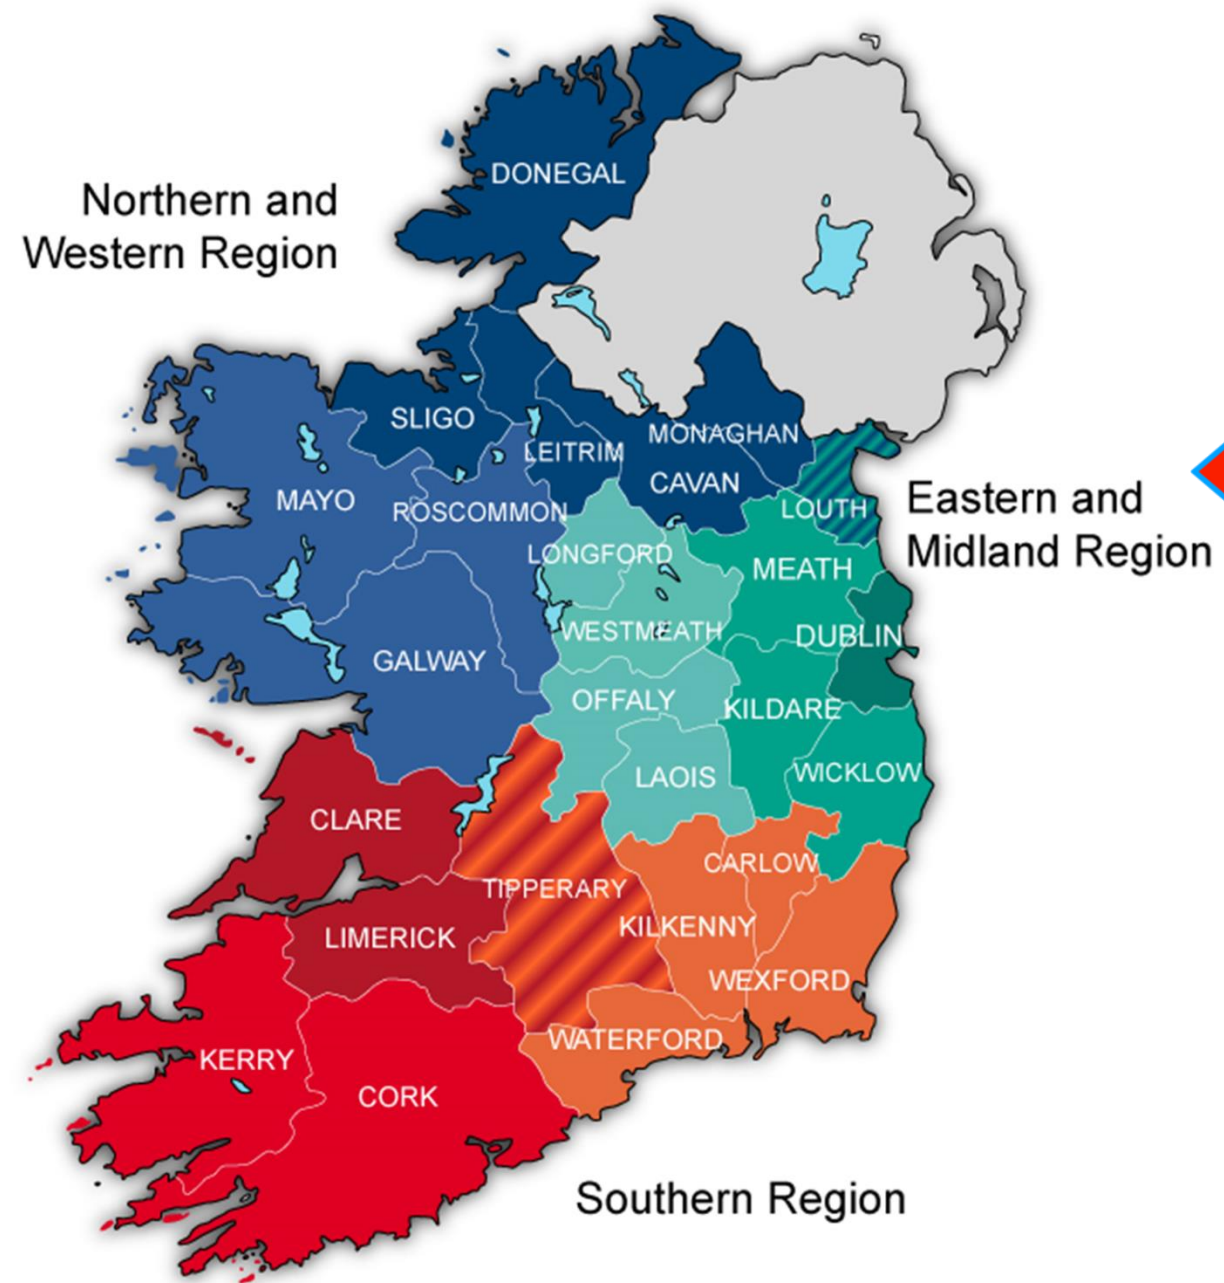 DONEGAL
Northern and
Western Region
SLIGO
MONAGHAN
LEITRIM
CAVAN
MAYO
ROSCOMMON
LOUTH
Eastern and
Midland Region
LONGFORD
MEATH
WESTMEATH
DUBLIN
GALWAY
OFFALY
KILDARE
LAOIS
WICKLOW
CLARE
CARLOW
TIPPERARY
KILKENNY
LIMERICK
WEXFORD
WATERFORD
KERRY
CORK
Southern Region